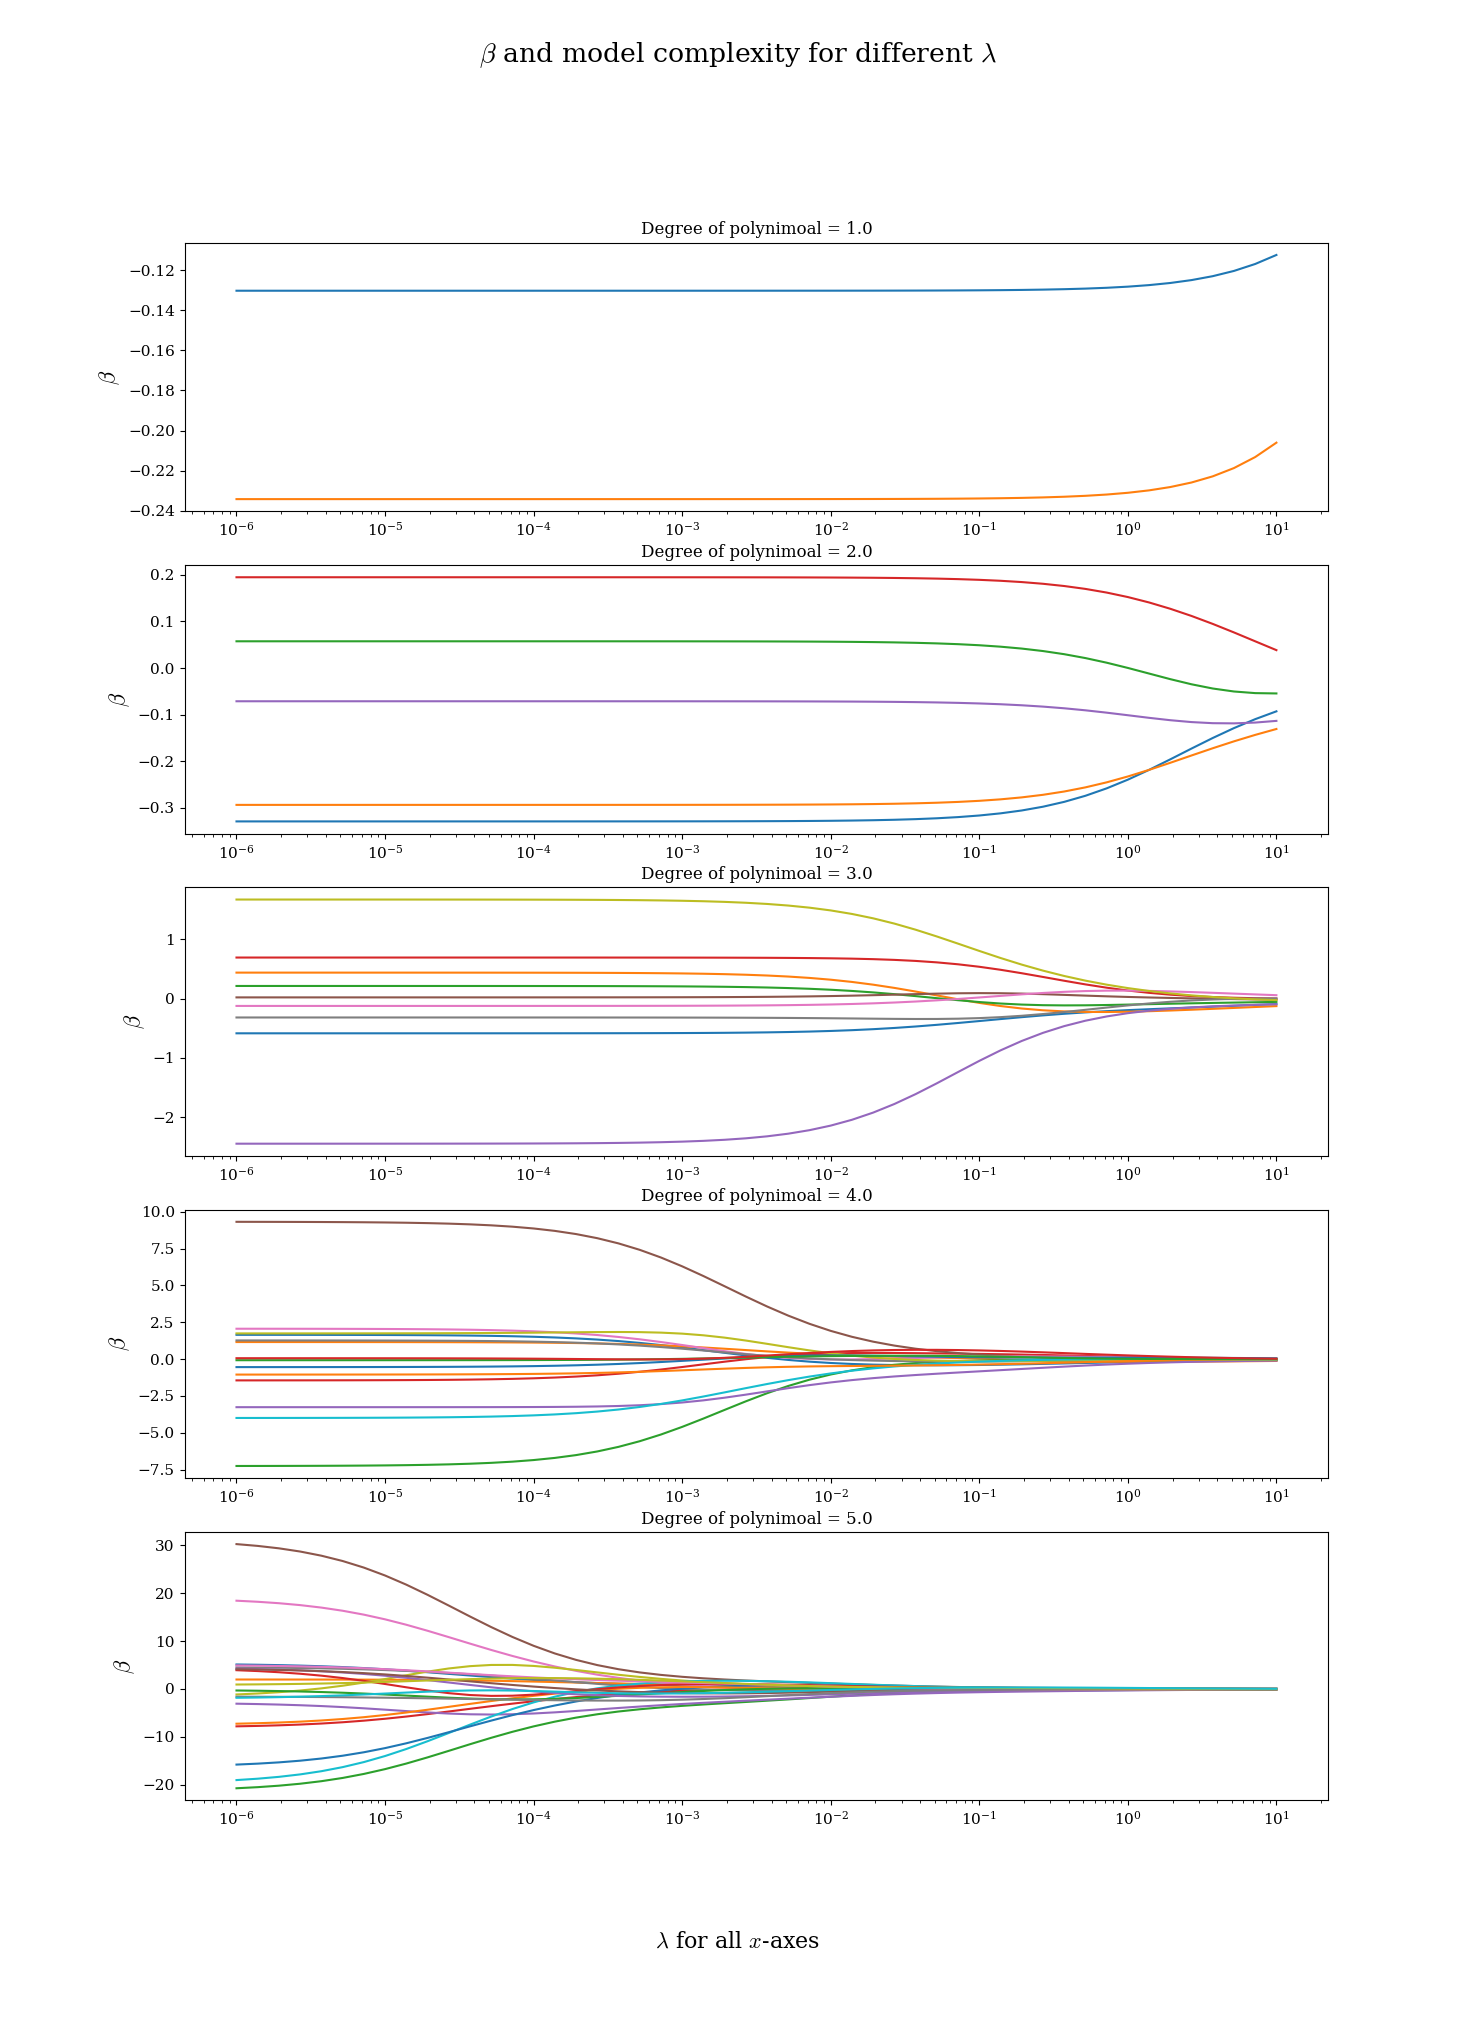 β and model complexity for different λ
Degree of polynimoal = 1.0
−0.12
−0.14
−0.16
−0.18
−0.20
−0.22
−0.24
β
10⁻⁶ 10⁻⁵ 10⁻⁴ 10⁻³ 10⁻² 10⁻¹ 10⁰ 10¹
Degree of polynimoal = 2.0
0.2
0.1
0.0
−0.1
−0.2
−0.3
β
10⁻⁶ 10⁻⁵ 10⁻⁴ 10⁻³ 10⁻² 10⁻¹ 10⁰ 10¹
Degree of polynimoal = 3.0
1
0
−1
−2
β
10⁻⁶ 10⁻⁵ 10⁻⁴ 10⁻³ 10⁻² 10⁻¹ 10⁰ 10¹
Degree of polynimoal = 4.0
10.0
7.5
5.0
2.5
0.0
−2.5
−5.0
−7.5
β
10⁻⁶ 10⁻⁵ 10⁻⁴ 10⁻³ 10⁻² 10⁻¹ 10⁰ 10¹
Degree of polynimoal = 5.0
30
20
10
0
−10
−20
β
10⁻⁶ 10⁻⁵ 10⁻⁴ 10⁻³ 10⁻² 10⁻¹ 10⁰ 10¹
λ for all x-axes